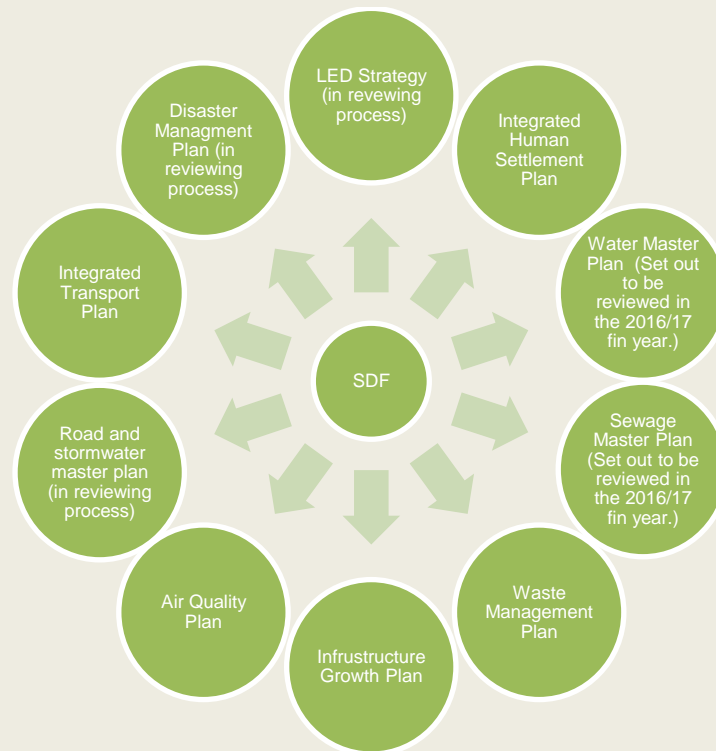 LED Strategy
(in revewing
process)
Integrated
Human
Settlement
Plan
Water Master
Plan (Set out
to be
reviewed in
the 2016/17
fin year.)
Sewage
Master Plan
(Set out to be
reviewed in
the 2016/17
fin year.)
Waste
Management
Plan
Infrustructure
Growth Plan
Air Quality
Plan
Road and
stormwater
master plan
(in reviewing
process)
Integrated
Transport
Plan
Disaster
Managment
Plan (in
reviewing
process)
SDF